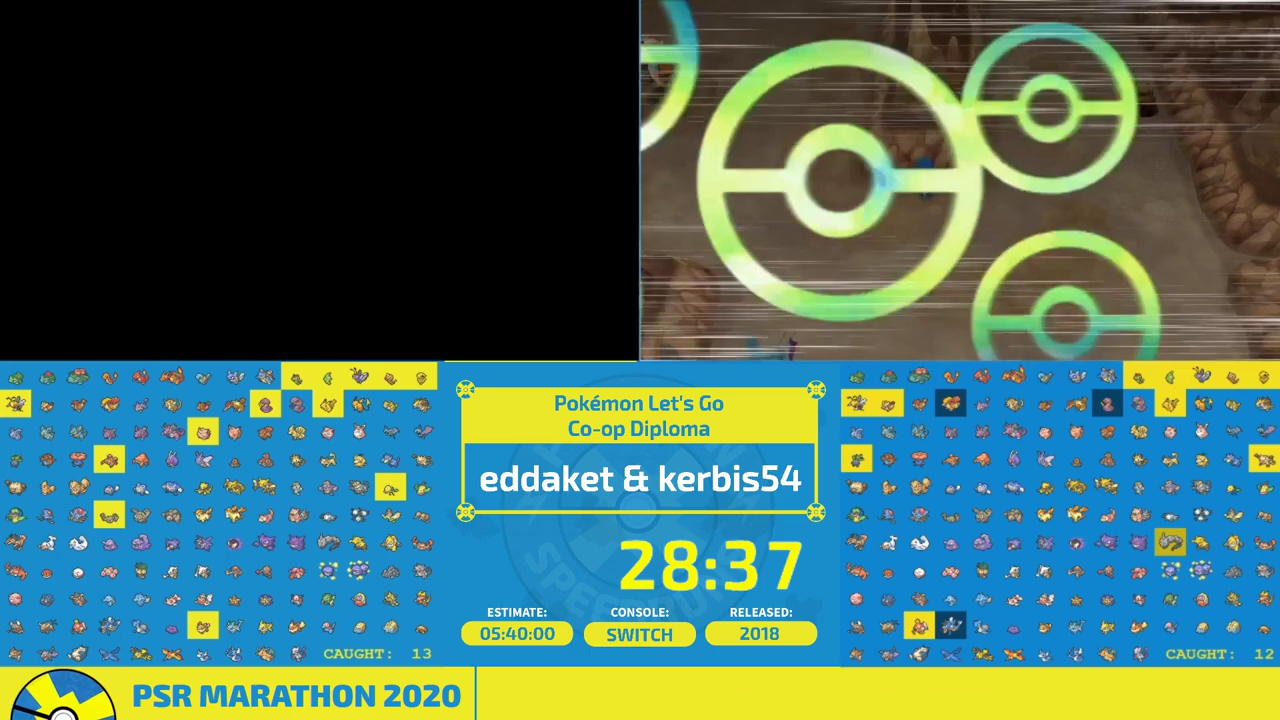 Pokémon Let's Go
Co-op Diploma
eddaket & kerbis54
28:37
ESTIMATE:
CONSOLE:
RELEASED:
05:40:00
SWITCH
2018
CAUGHT: 13
CAUGHT: 12
PSR MARATHON 2020